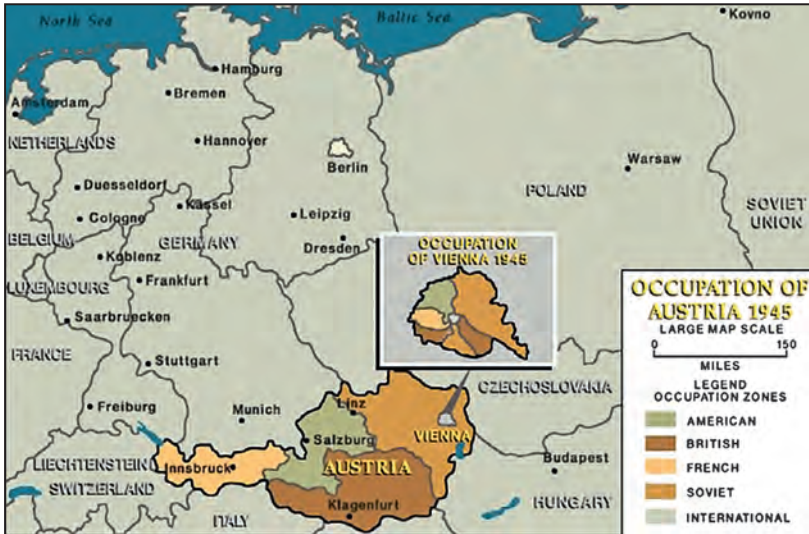 North Sea
Baltic Sea
Kovno
Hamburg
Amsterdam
Bremen
NETHERLANDS
Hannover
Berlin
Warsaw
Duesseldorf
Kassel
POLAND
SOVIET
UNION
Cologne
Leipzig
BELGIUM
GERMANY
Dresden
Koblenz
OCCUPATION
OF VIENNA 1945
Frankfurt
LUXEMBOURG
Saarbruecken
FRANCE
Stuttgart
CZECHOSLOVAKIA
Freiburg
Munich
Linz
Salzburg
VIENNA
LIECHTENSTEIN
Innsbruck
AUSTRIA
Budapest
SWITZERLAND
Klagenfurt
HUNGARY
ITALY
OCCUPATION OF
AUSTRIA 1945
LARGE MAP SCALE
0 150
MILES
LEGEND
OCCUPATION ZONES
AMERICAN
BRITISH
FRENCH
SOVIET
INTERNATIONAL